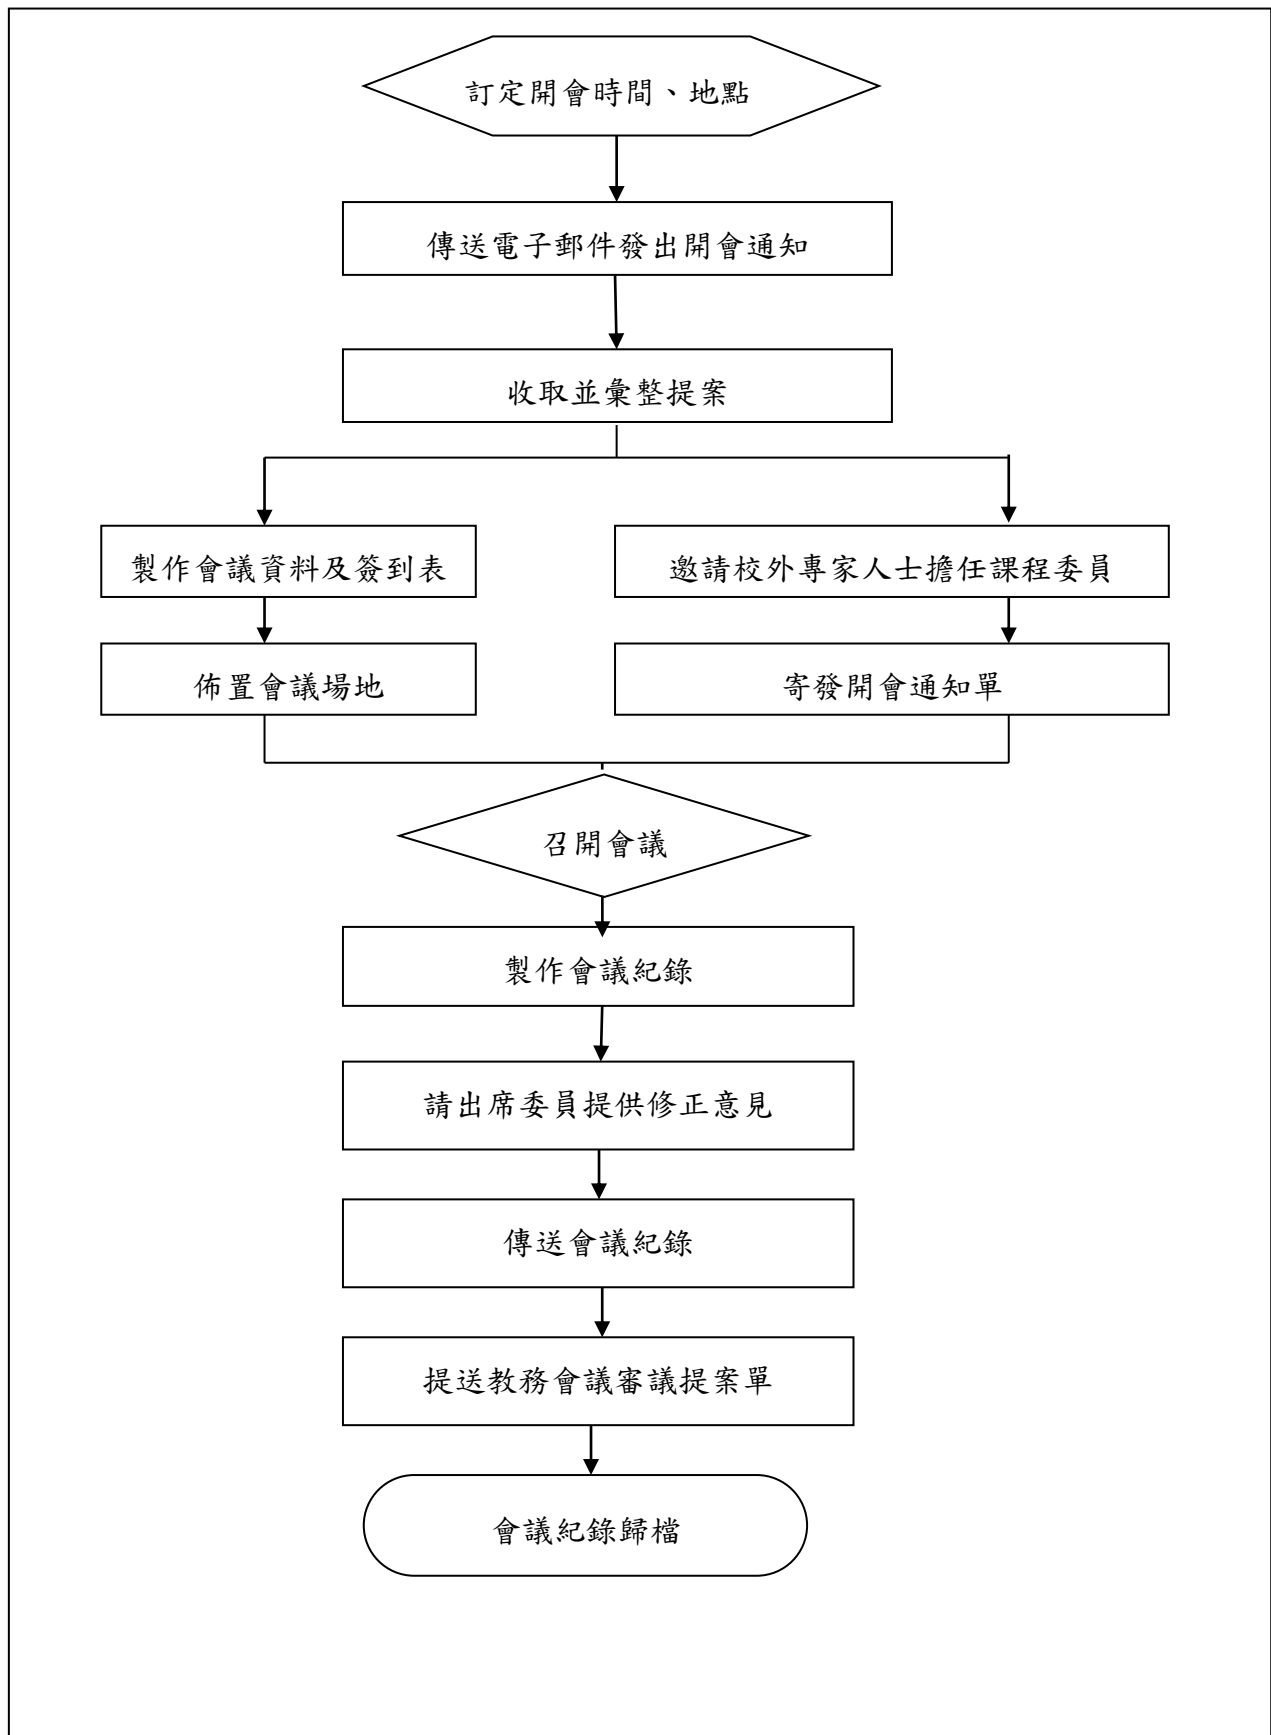 訂定開會時間、地點
傳送電子郵件發出開會通知
收取並彙整提案
製作會議資料及簽到表
邀請校外專家人士擔任課程委員
佈置會議場地
寄發開會通知單
召開會議
製作會議紀錄
請出席委員提供修正意見
傳送會議紀錄
提送教務會議審議提案單
會議紀錄歸檔